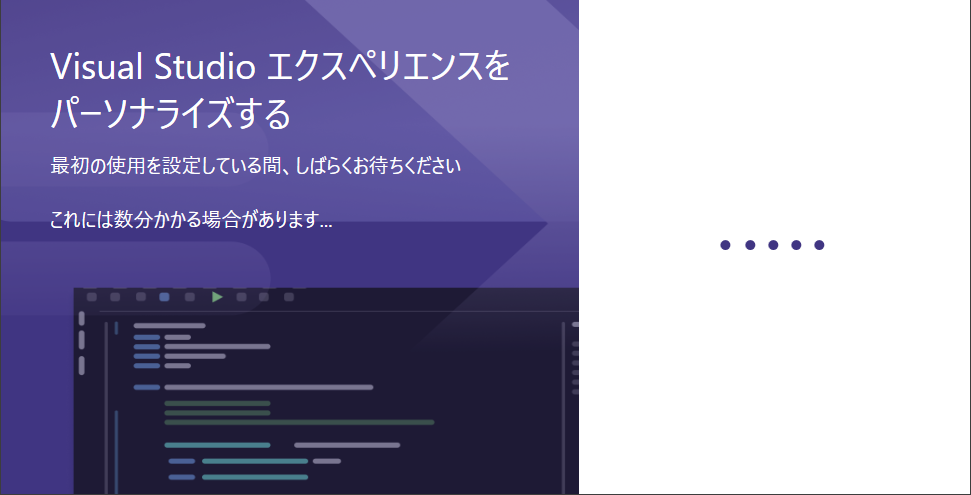 Visual Studio エクスペリエンスを
パーソナライズする
最初の使用を設定している間、しばらくお待ちください
これには数分かかる場合があります...